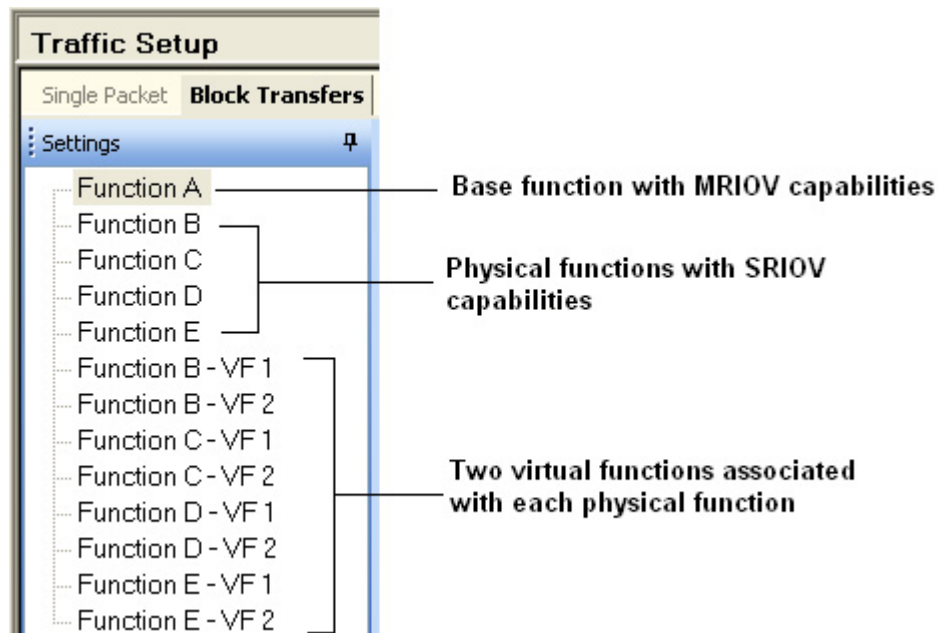 Traffic Setup
Single Packet Block Transfers
Settings
Function A
Base function with MRIOV capabilities
Function B
Function C
Function D
Function E
Physical functions with SRIOV
capabilities
Function B - VF 1
Function B - VF 2
Function C - VF 1
Function C - VF 2
Function D - VF 1
Function D - VF 2
Function E - VF 1
Function E - VF 2
Two virtual functions associated
with each physical function